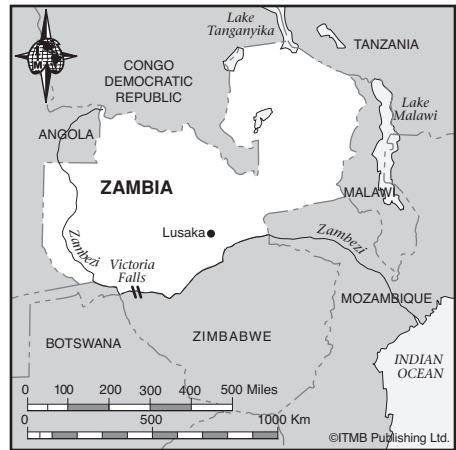 Lake
Tanganyika
TANZANIA
CONGO
DEMOCRATIC
REPUBLIC
Lake
Malawi
ANGOLA
ZAMBIA
MALAWI
Lusaka
Zambezi
Zambezi
Victoria
Falls
MOZAMBIQUE
ZIMBABWE
BOTSWANA
INDIAN
OCEAN
0 100 200 300 400 500 Miles
0 500 1000 Km
©ITMB Publishing Ltd.